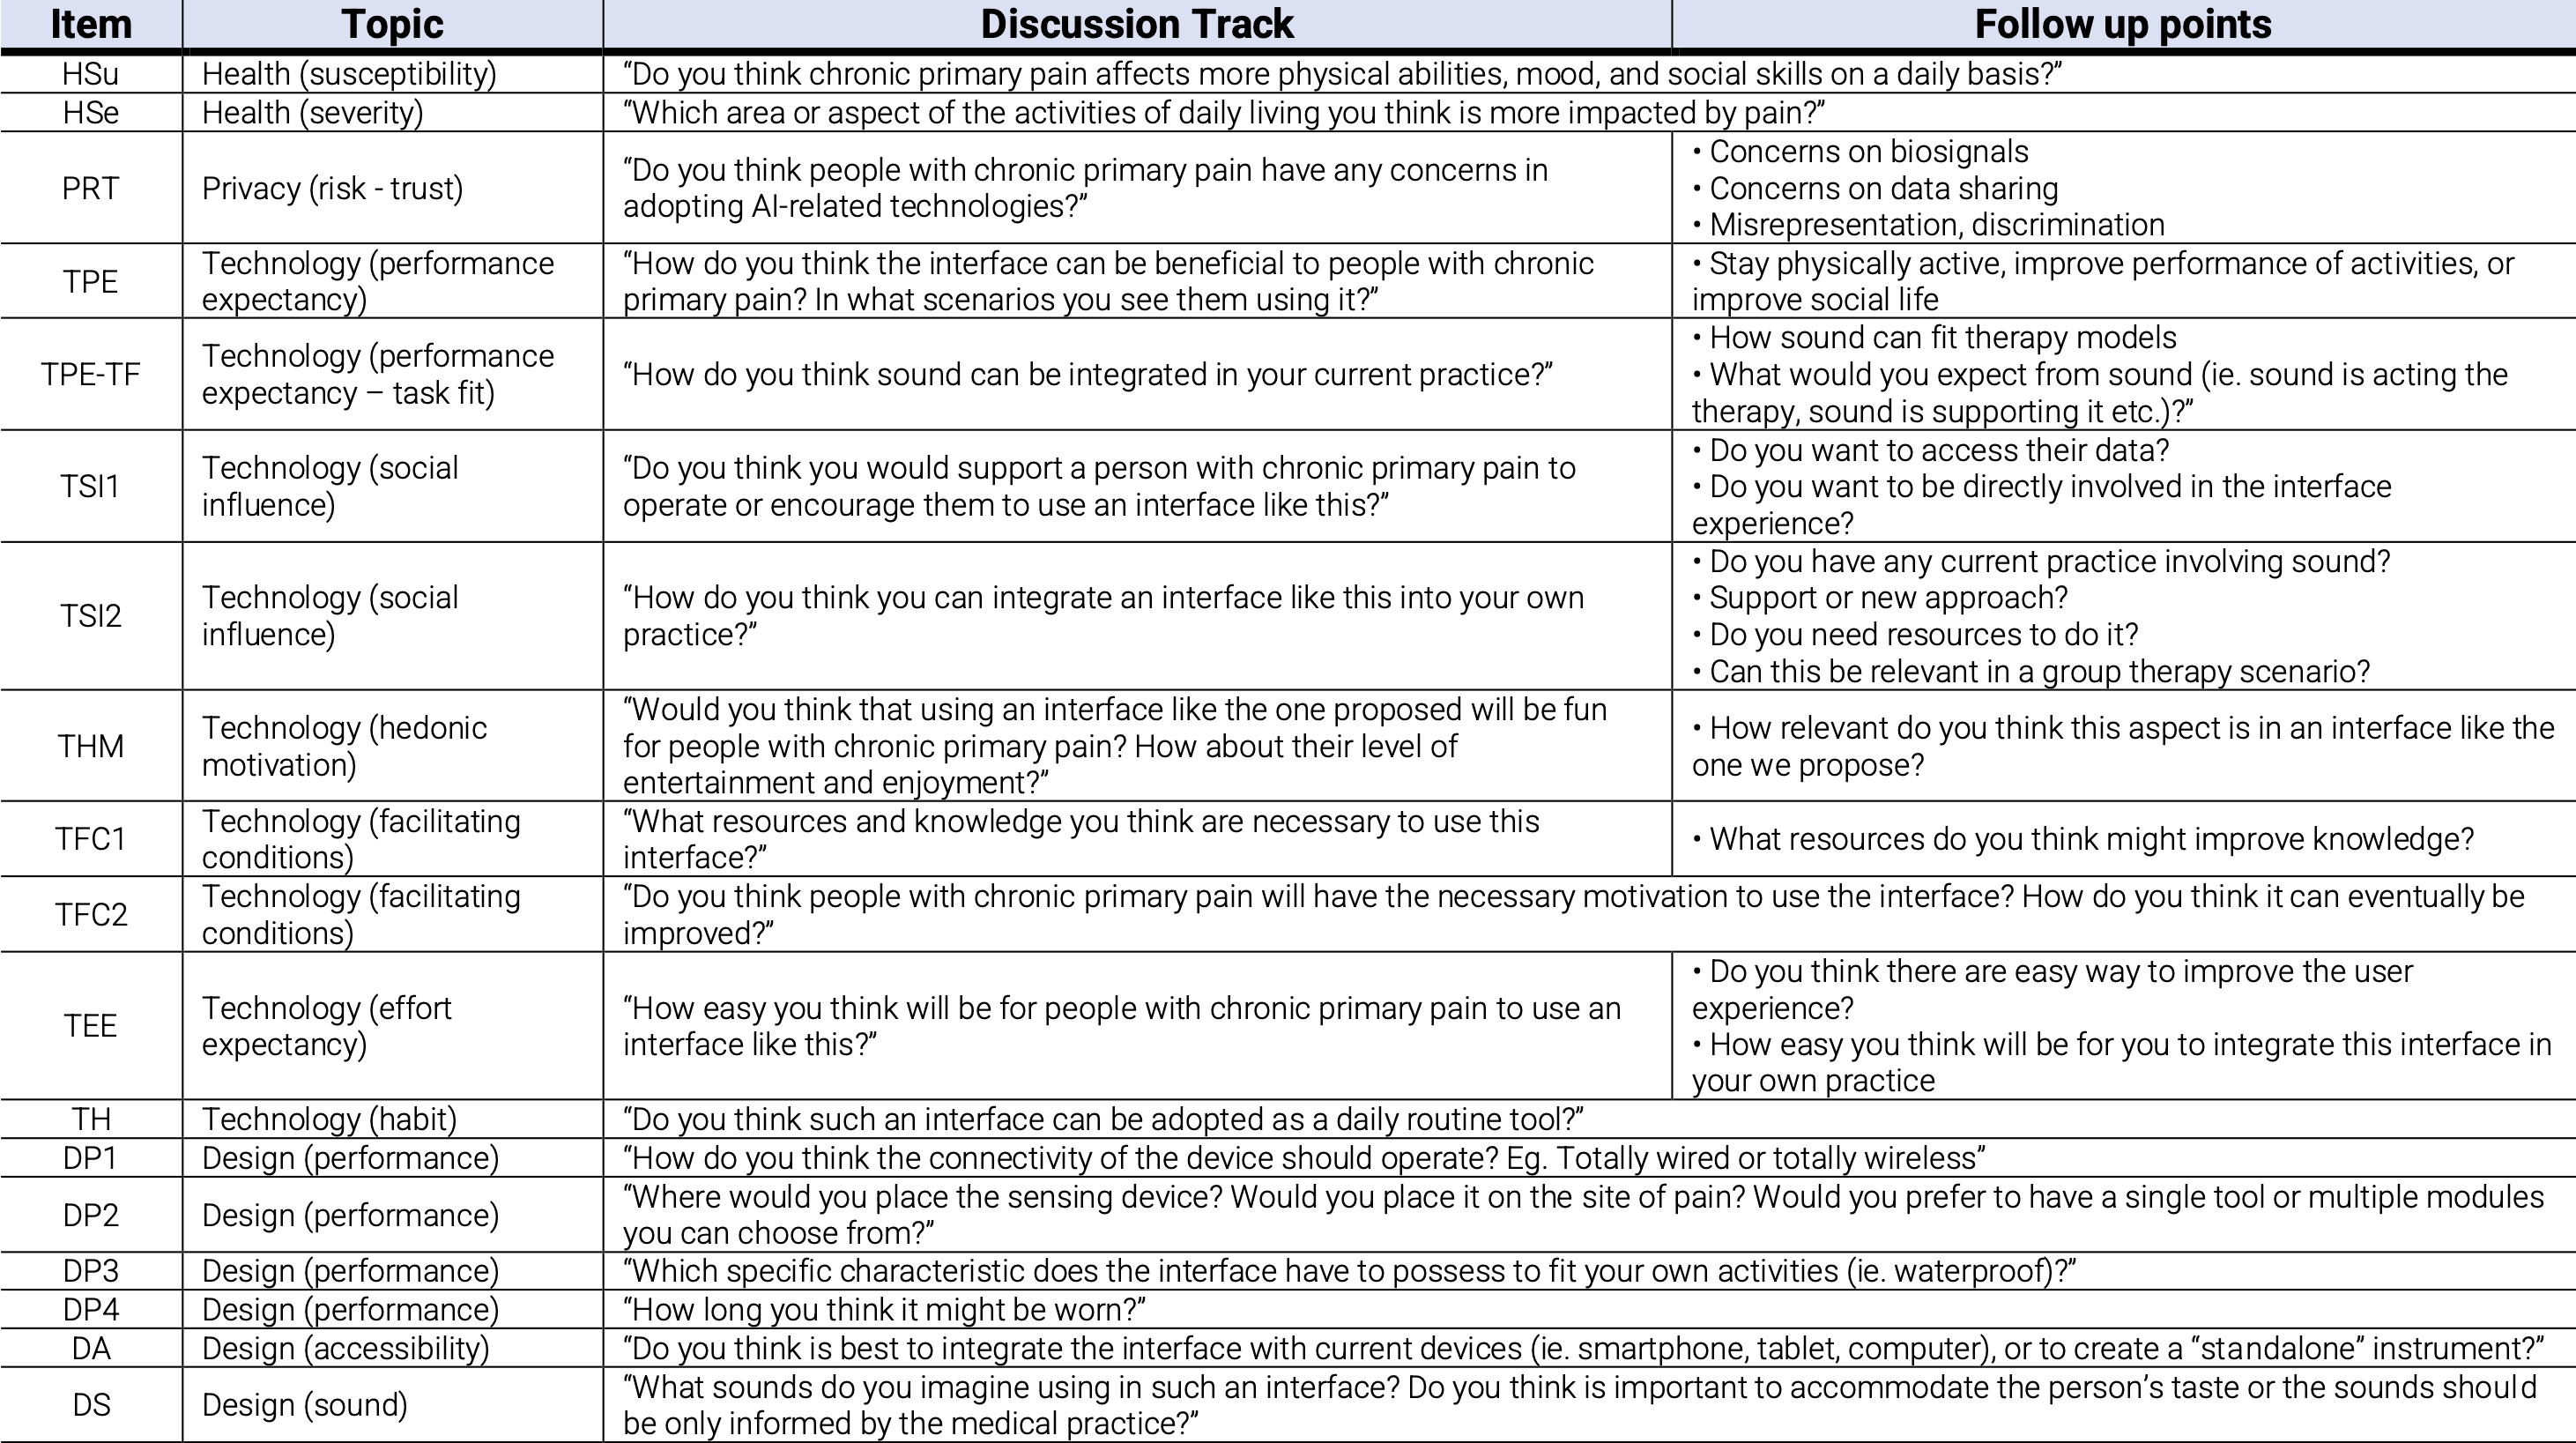 Item Topic Discussion Track Follow up points
HSu Health (susceptibility) “Do you think chronic primary pain affects more physical abilities, mood, and social skills on a daily basis?”
HSe Health (severity) “Which area or aspect of the activities of daily living you think is more impacted by pain?”
PRT
Privacy (risk - trust)
“Do you think people with chronic primary pain have any concerns in
adopting AI-related technologies?”
• Concerns on biosignals
• Concerns on data sharing
• Misrepresentation, discrimination
TPE
Technology (performance
expectancy)
“How do you think the interface can be beneficial to people with chronic
primary pain? In what scenarios you see them using it?”
• Stay physically active, improve performance of activities, or
improve social life
TPE-TF
Technology (performance
expectancy – task fit)
“How do you think sound can be integrated in your current practice?”
• How sound can fit therapy models
• What would you expect from sound (ie. sound is acting the
therapy, sound is supporting it etc.)?”
TSI1
Technology (social
influence)
“Do you think you would support a person with chronic primary pain to
operate or encourage them to use an interface like this?”
• Do you want to access their data?
• Do you want to be directly involved in the interface
experience?
TSI2
Technology (social
influence)
“How do you think you can integrate an interface like this into your own
practice?”
• Do you have any current practice involving sound?
• Support or new approach?
• Do you need resources to do it?
• Can this be relevant in a group therapy scenario?
THM
Technology (hedonic
motivation)
“Would you think that using an interface like the one proposed will be fun
for people with chronic primary pain? How about their level of
entertainment and enjoyment?”
• How relevant do you think this aspect is in an interface like the
one we propose?
TFC1
Technology (facilitating
conditions)
“What resources and knowledge you think are necessary to use this
interface?”
• What resources do you think might improve knowledge?
TFC2
Technology (facilitating
conditions)
“Do you think people with chronic primary pain will have the necessary motivation to use the interface? How do you think it can eventually be
improved?”
TEE
Technology (effort
expectancy)
“How easy you think will be for people with chronic primary pain to use an
interface like this?”
• Do you think there are easy way to improve the user
experience?
• How easy you think will be for you to integrate this interface in
your own practice
TH Technology (habit) “Do you think such an interface can be adopted as a daily routine tool?”
DP1 Design (performance) “How do you think the connectivity of the device should operate? Eg. Totally wired or totally wireless”
DP2
Design (performance)
“Where would you place the sensing device? Would you place it on the site of pain? Would you prefer to have a single tool or multiple modules
you can choose from?”
DP3 Design (performance) “Which specific characteristic does the interface have to possess to fit your own activities (ie. waterproof)?”
DP4 Design (performance) “How long you think it might be worn?”
DA Design (accessibility) “Do you think is best to integrate the interface with current devices (ie. smartphone, tablet, computer), or to create a “standalone” instrument?”
DS
Design (sound)
“What sounds do you imagine using in such an interface? Do you think is important to accommodate the person’s taste or the sounds should
be only informed by the medical practice?”